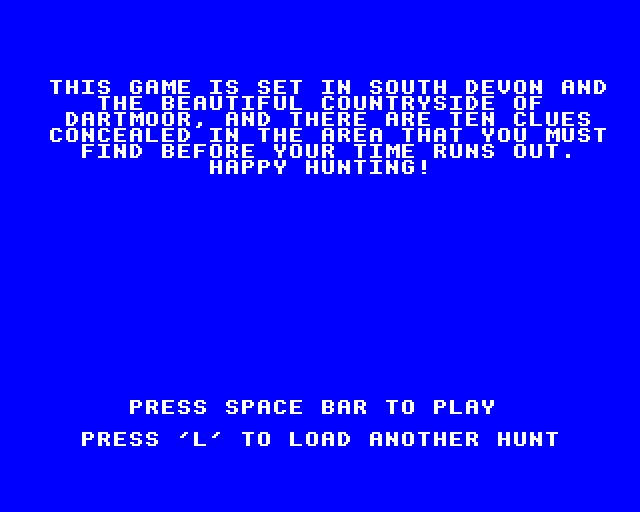 THIS GAME IS SET IN SOUTH DEVON AND
THE BEAUTIFUL COUNTRYSIDE OF
DARTMOOR, AND THERE ARE TEN CLUES
CONCEALED IN THE AREA THAT YOU MUST
FIND BEFORE YOUR TIME RUNS OUT.
HAPPY HUNTING!
PRESS SPACE BAR TO PLAY
PRESS 'L' TO LOAD ANOTHER HUNT